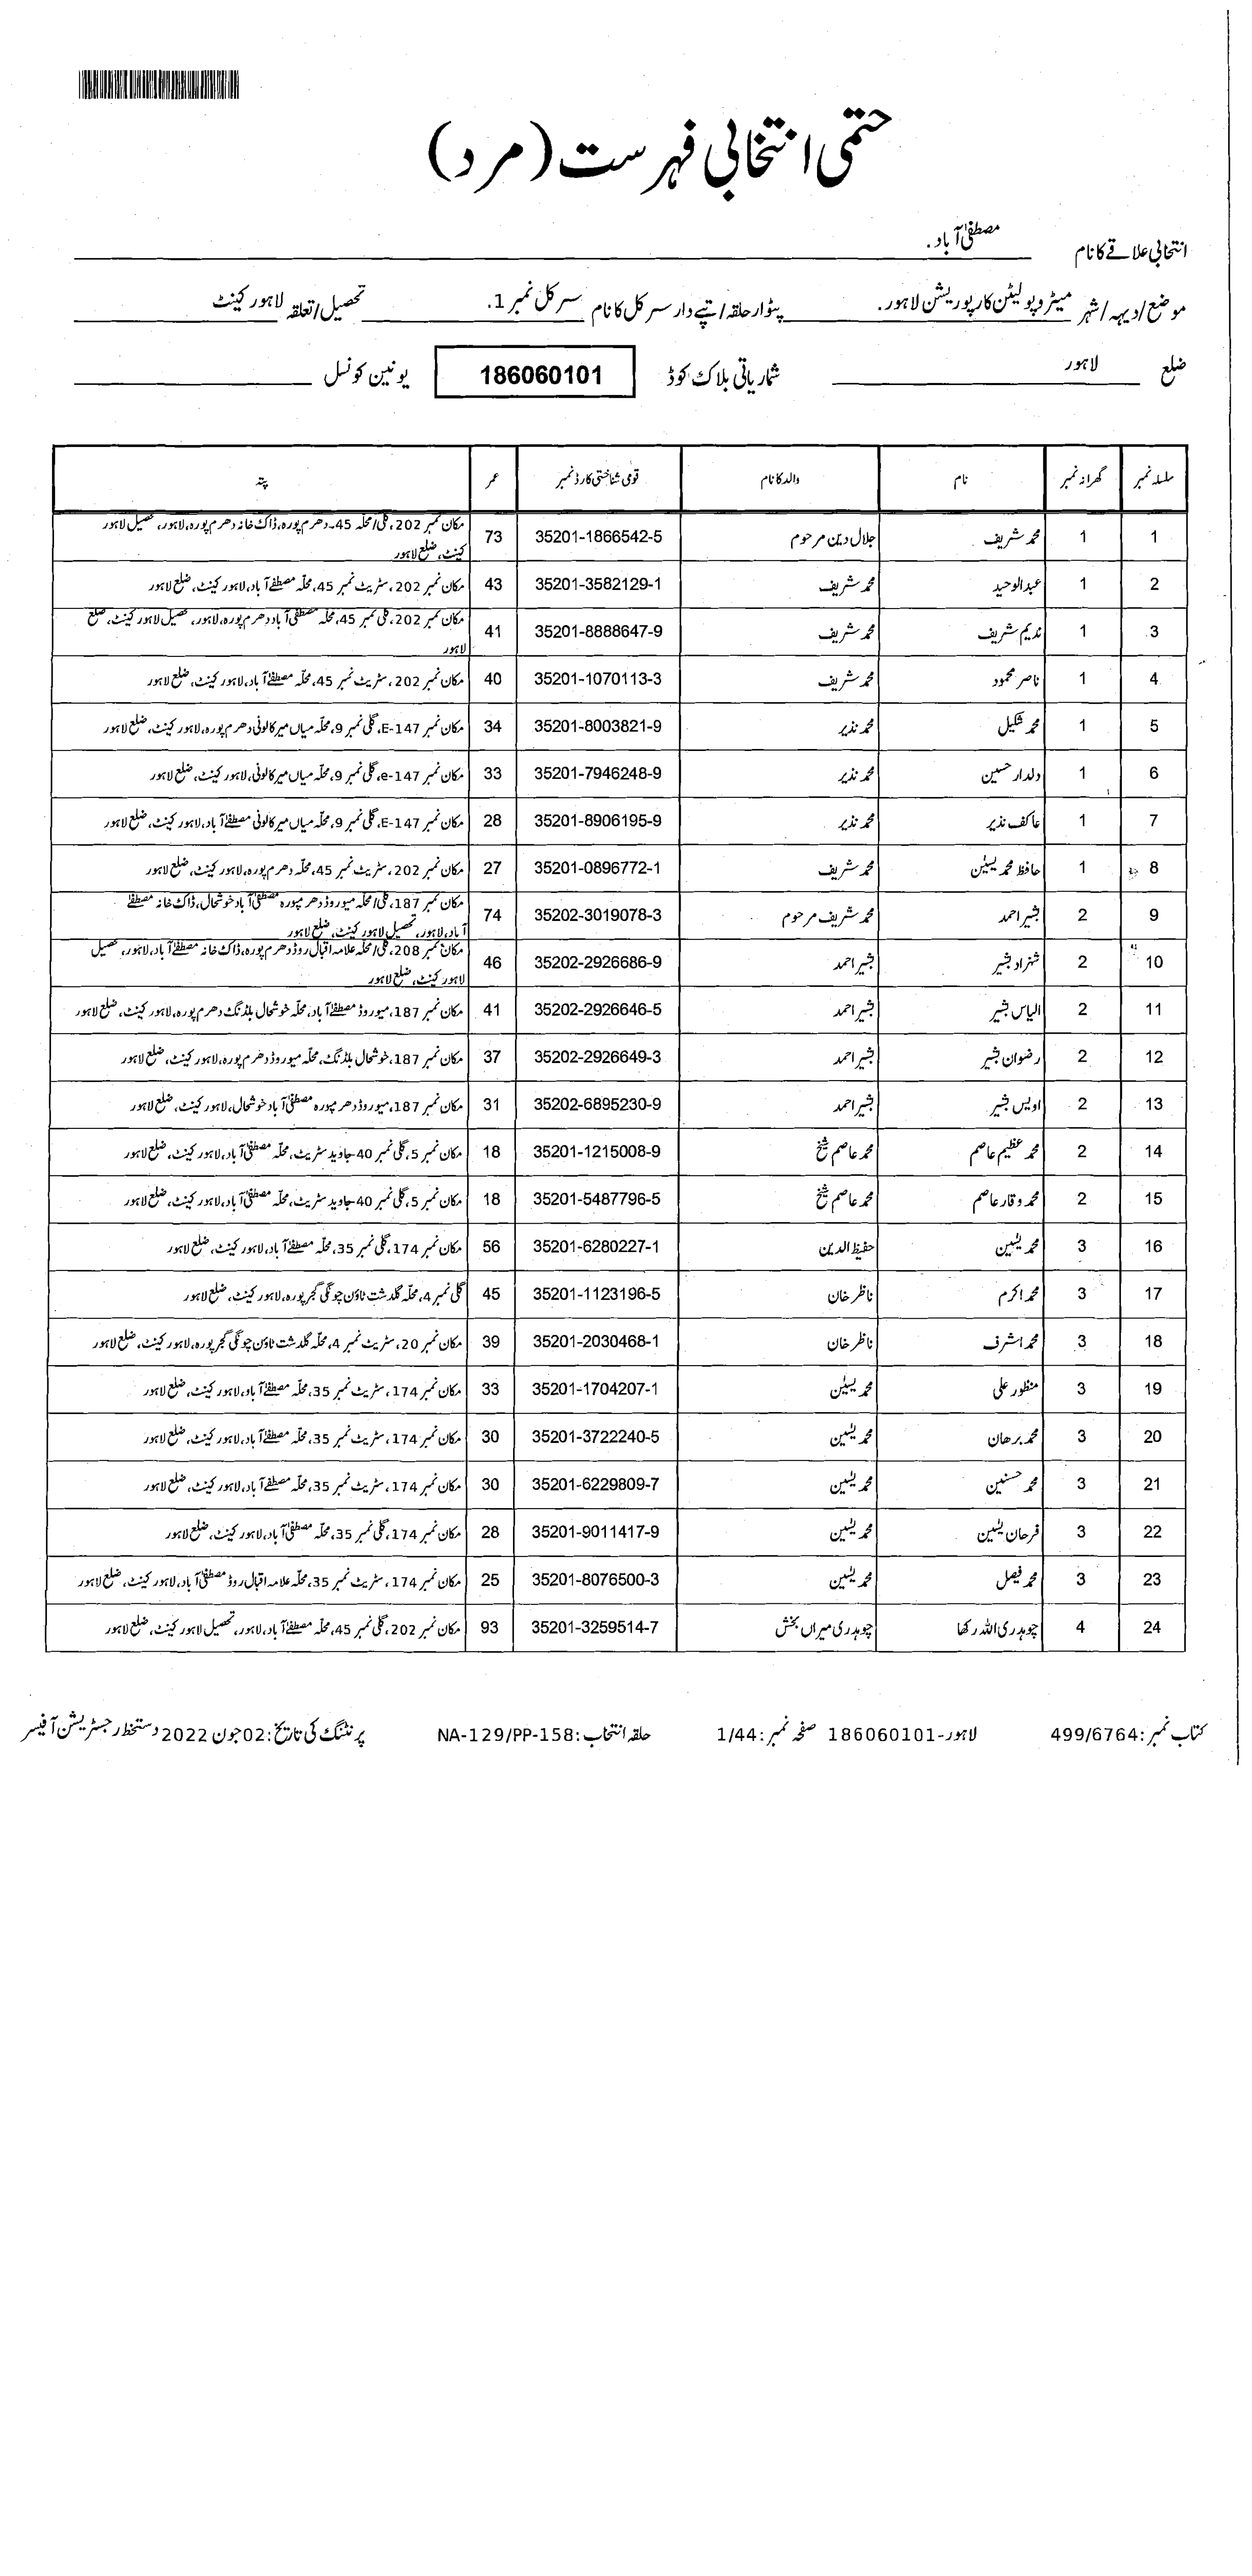 حتمی انتخابی فہرست (مرد)
انتخابی علاقے کا نام مصطفیٰ آباد.
موضع/دیہہ/شہر میٹروپولیٹن کارپوریشن لاہور. پٹوار حلقہ/تپے دار سرکل کا نام سرکل نمبر 1. تحصیل/تعلقہ لاہور کینٹ
ضلع لاہور شماریاتی بلاک کوڈ 186060101 یونین کونسل
سلسلہ نمبر گھرانہ نمبر نام والد کا نام قومی شناختی کارڈ نمبر عمر پتہ
1 1 محمد شریف جلال دین مرحوم 35201-1866542-5 73 مکان نمبر 202، گلی/محلہ 45-دھرم پورہ، ڈاک خانہ دھرم پورہ، لاہور، تحصیل لاہور
کینٹ، ضلع لاہور
2 1 عبدالوحید محمد شریف 35201-3582129-1 43 مکان نمبر 202، سٹریٹ نمبر 45، محلہ مصطفےٰ آباد، لاہور کینٹ، ضلع لاہور
3 1 ندیم شریف محمد شریف 35201-8888647-9 41 مکان نمبر 202، گلی نمبر 45، محلہ مصطفیٰ آباد دھرم پورہ، لاہور، تحصیل لاہور کینٹ، ضلع
لاہور
4 1 ناصر محمود محمد شریف 35201-1070113-3 40 مکان نمبر 202، سٹریٹ نمبر 45، محلہ مصطفےٰ آباد، لاہور کینٹ، ضلع لاہور
5 1 محمد شکیل محمد نذیر 35201-8003821-9 34 مکان نمبر E-147، گلی نمبر 9، محلہ میاں میر کالونی دھرم پورہ، لاہور کینٹ، ضلع لاہور
6 1 دلدار حسین محمد نذیر 35201-7946248-9 33 مکان نمبر e-147، گلی نمبر 9، محلہ میاں میر کالونی، لاہور کینٹ، ضلع لاہور
7 1 عاکف نذیر محمد نذیر 35201-8906195-9 28 مکان نمبر E-147، گلی نمبر 9، محلہ میاں میر کالونی مصطفےٰ آباد، لاہور کینٹ، ضلع لاہور
8 1 حافظ محمد یسیٰن محمد شریف 35201-0896772-1 27 مکان نمبر 202، سٹریٹ نمبر 45، محلہ دھرم پورہ، لاہور کینٹ، ضلع لاہور
9 2 بشیر احمد محمد شریف مرحوم 35202-3019078-3 74 مکان نمبر 187، گلی/محلہ میو روڈ دھرمپورہ مصطفیٰ آباد خوشحال، ڈاک خانہ مصطفےٰ
آباد، لاہور، تحصیل لاہور کینٹ، ضلع لاہور
10 2 شہزاد بشیر بشیر احمد 35202-2926686-9 46 مکان نمبر 208، گلی/محلہ علامہ اقبال روڈ دھرم پورہ، ڈاک خانہ مصطفےٰ آباد، لاہور، تحصیل
لاہور کینٹ، ضلع لاہور
11 2 الیاس بشیر بشیر احمد 35202-2926646-5 41 مکان نمبر 187، میو روڈ مصطفےٰ آباد، محلہ خوشحال بلڈنگ دھرم پورہ، لاہور کینٹ، ضلع لاہور
12 2 رضوان بشیر بشیر احمد 35202-2926649-3 37 مکان نمبر 187، خوشحال بلڈنگ، محلہ میو روڈ دھرم پورہ، لاہور کینٹ، ضلع لاہور
13 2 اویس بشیر بشیر احمد 35202-6895230-9 31 مکان نمبر 187، میو روڈ دھرمپورہ مصطفیٰ آباد خوشحال، لاہور کینٹ، ضلع لاہور
14 2 محمد عظیم عاصم محمد عاصم شیخ 35201-1215008-9 18 مکان نمبر 5، گلی نمبر 40-جاوید سٹریٹ، محلہ مصطفیٰ آباد، لاہور کینٹ، ضلع لاہور
15 2 محمد وقار عاصم محمد عاصم شیخ 35201-5487796-5 18 مکان نمبر 5، گلی نمبر 40-جاوید سٹریٹ، محلہ مصطفیٰ آباد، لاہور کینٹ، ضلع لاہور
16 3 محمد یٰسین حفیظ الدین 35201-6280227-1 56 مکان نمبر 174، گلی نمبر 35، محلہ مصطفےٰ آباد، لاہور کینٹ، ضلع لاہور
17 3 محمد اکرم ناظر خان 35201-1123196-5 45 گلی نمبر 4، محلہ گلدشت ٹاؤن چونگی گجر پورہ، لاہور کینٹ، ضلع لاہور
18 3 محمد اشرف ناظر خان 35201-2030468-1 39 مکان نمبر 20، سٹریٹ نمبر 4، محلہ گلدشت ٹاؤن چونگی گجر پورہ، لاہور کینٹ، ضلع لاہور
19 3 منظور علی محمد یسیٰن 35201-1704207-1 33 مکان نمبر 174، سٹریٹ نمبر 35، محلہ مصطفےٰ آباد، لاہور کینٹ، ضلع لاہور
20 3 محمد برھان محمد یٰسین 35201-3722240-5 30 مکان نمبر 174، سٹریٹ نمبر 35، محلہ مصطفےٰ آباد، لاہور کینٹ، ضلع لاہور
21 3 محمد حسنین محمد یٰسین 35201-6229809-7 30 مکان نمبر 174، سٹریٹ نمبر 35، محلہ مصطفےٰ آباد، لاہور کینٹ، ضلع لاہور
22 3 فرحان یٰسین محمد یٰسین 35201-9011417-9 28 مکان نمبر 174، گلی نمبر 35، محلہ مصطفیٰ آباد، لاہور کینٹ، ضلع لاہور
23 3 محمد فیصل محمد یٰسین 35201-8076500-3 25 مکان نمبر 174، سٹریٹ نمبر 35، محلہ علامہ اقبال روڈ مصطفیٰ آباد، لاہور کینٹ، ضلع لاہور
24 4 چوہدری اللہ رکھا چوہدری میراں بخش 35201-3259514-7 93 مکان نمبر 202، گلی نمبر 45، محلہ مصطفےٰ آباد، لاہور، تحصیل لاہور کینٹ، ضلع لاہور
کتاب نمبر:499/6764 لاہور-186060101 صفحہ نمبر:1/44 حلقہ انتخاب:NA-129/PP-158 پرنٹنگ کی تاریخ:02 جون 2022 دستخط رجسٹریشن آفیسر